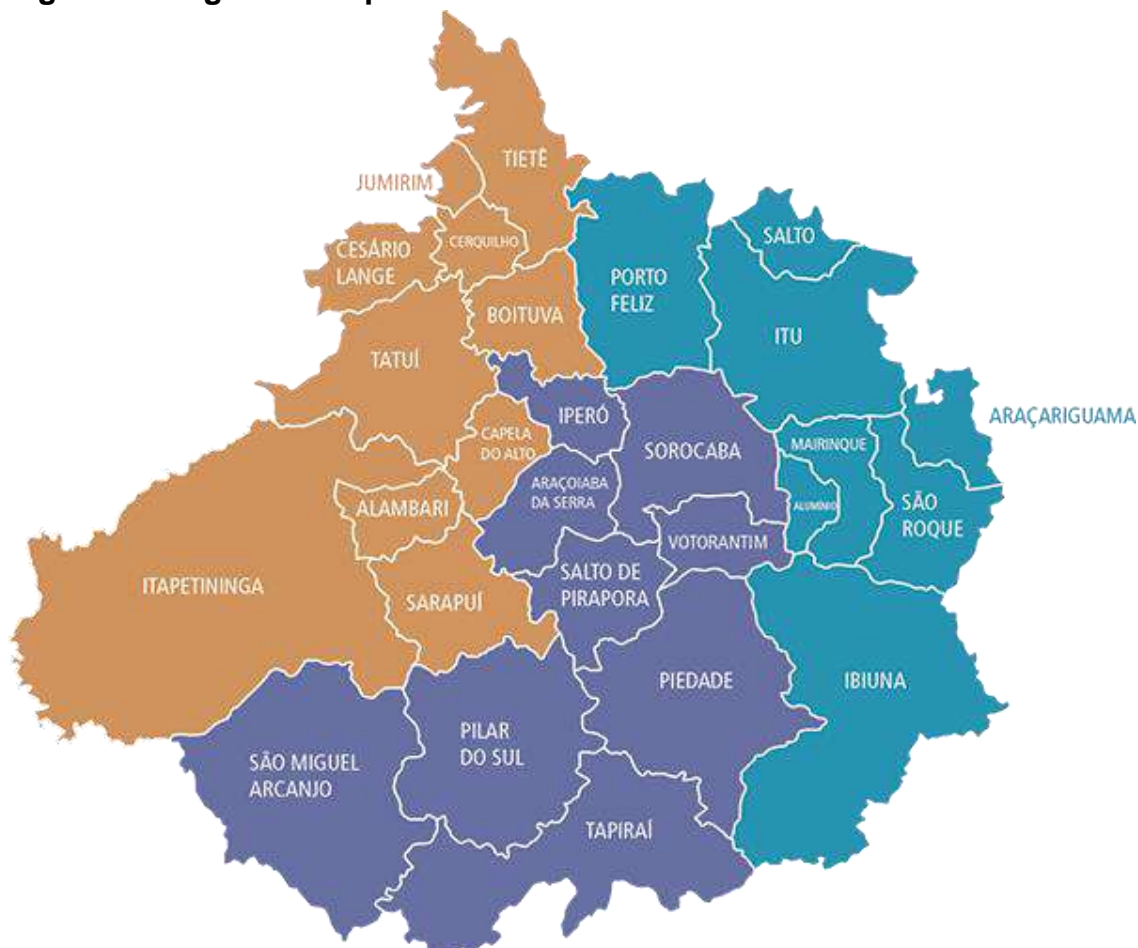 TIETÊ
JUMIRIM
CERQUILHO
CESÁRIO
LANGE
SALTO
PORTO
FELIZ
BOITUVA
ITU
TATUÍ
IPERÓ
ARAÇARIGUAMA
CAPELA
DO ALTO
SOROCABA
MAIRINQUE
ARAÇOIABA
DA SERRA
ALAMBARI
ALUMÍNIO
SÃO
ROQUE
VOTORANTIM
ITAPETININGA
SARAPUÍ
SALTO DE
PIRAPORA
PIEDADE
IBIUNA
PILAR
DO SUL
SÃO MIGUEL
ARCANJO
TAPIRAÍ